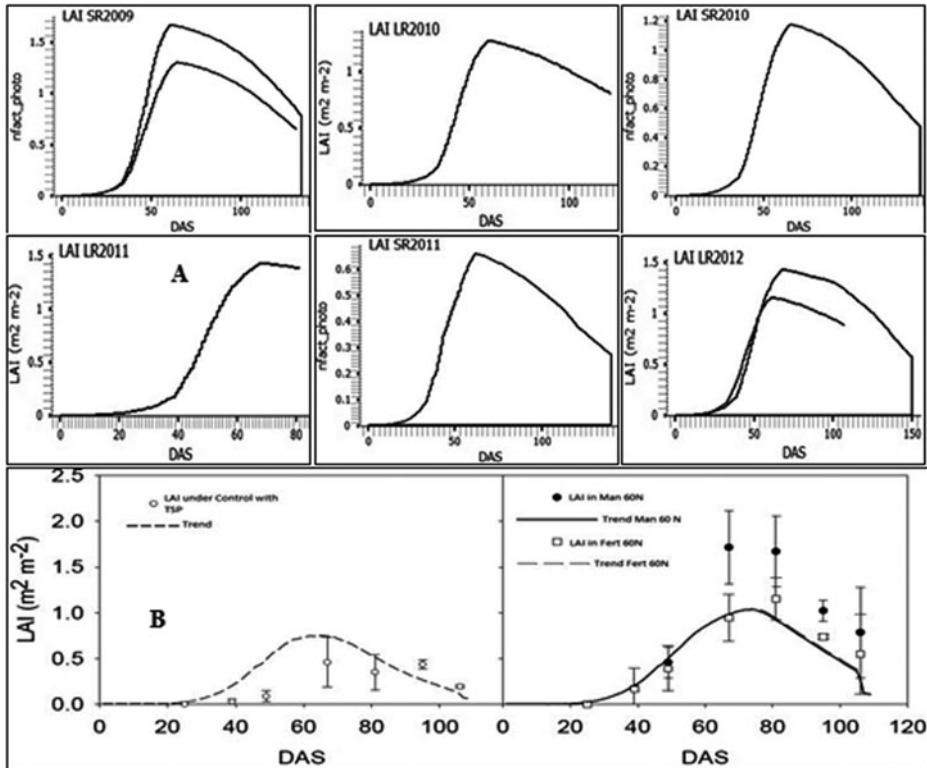 LAI SR2009
nfact_photo
1.5
1
0.5
0
0 50 100
DAS
LAI LR2010
LAI (m2 m-2)
1
0.5
0
0 50 100
DAS
LAI SR2010
nfact_photo
1.2
1
0.8
0.6
0.4
0.2
0
0 50 100
DAS
LAI LR2011
A
LAI (m2 m-2)
1.5
1
0.5
0
0 20 40 60 80
DAS
LAI SR2011
nfact_photo
0.6
0.5
0.4
0.3
0.2
0.1
0
0 50 100
DAS
LAI LR2012
LAI (m2 m-2)
1.5
1
0.5
0
0 50 100 150
DAS
B
LAI (m² m-²)
2.5
2.0
1.5
1.0
0.5
0.0
LAI under Control with
TSP
Trend
0 20 40 60 80
DAS
LAI in Man 60N
Trend Man 60 N
LAI in Fert 60N
Trend Fert 60N
0 20 40 60 80 100 120
DAS